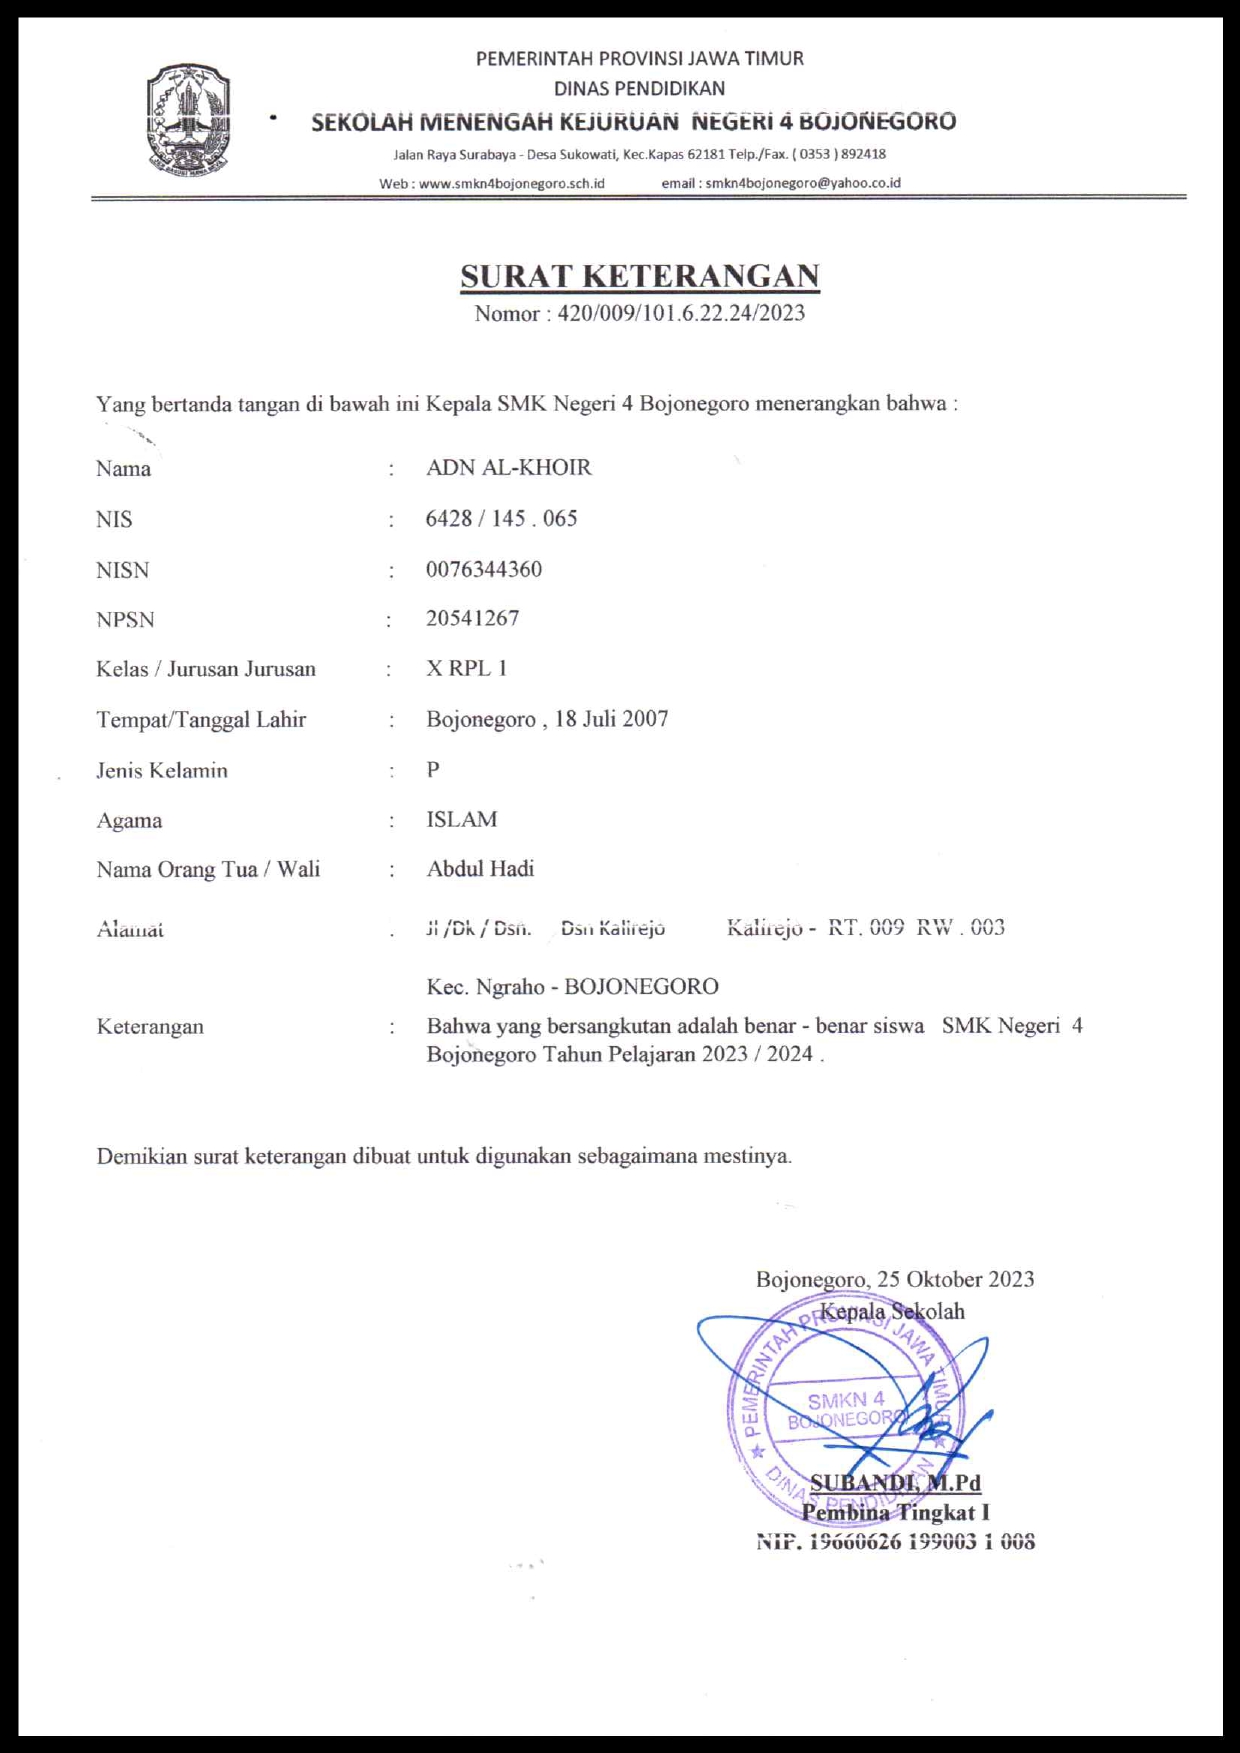 PEMERINTAH PROVINSI JAWA TIMUR
DINAS PENDIDIKAN
SEKOLAH MENENGAH KEJURUAN NEGERI 4 BOJONEGORO
Jalan Raya Surabaya - Desa Sukowati, Kec.Kapas 62181 Telp./Fax. ( 0353 ) 892418
Web : www.smkn4bojonegoro.sch.id email : smkn4bojonegoro@yahoo.co.id
SURAT KETERANGAN
Nomor : 420/009/101.6.22.24/2023
Yang bertanda tangan di bawah ini Kepala SMK Negeri 4 Bojonegoro menerangkan bahwa :
Nama : ADN AL-KHOIR
NIS : 6428 / 145 . 065
NISN : 0076344360
NPSN : 20541267
Kelas / Jurusan Jurusan : X RPL 1
Tempat/Tanggal Lahir : Bojonegoro , 18 Juli 2007
Jenis Kelamin : P
Agama : ISLAM
Nama Orang Tua / Wali : Abdul Hadi
Alamat : Jl /Dk / Dsn. Dsn Kalirejo Kalirejo - RT. 009 RW . 003
Kec. Ngraho - BOJONEGORO
Keterangan : Bahwa yang bersangkutan adalah benar - benar siswa SMK Negeri 4
Bojonegoro Tahun Pelajaran 2023 / 2024 .
Demikian surat keterangan dibuat untuk digunakan sebagaimana mestinya.
Bojonegoro, 25 Oktober 2023
Kepala Sekolah
PEMERINTAH PROVINSI JAWA TIMUR
SMKN 4
BOJONEGORO
DINAS PENDIDIKAN
SUBANDI, M.Pd
Pembina Tingkat I
NIP. 19660626 199003 1 008